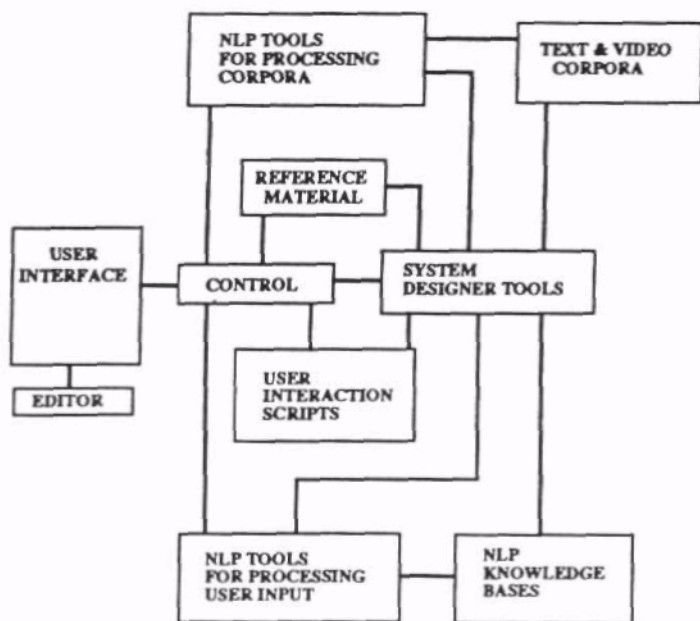 NLP TOOLS
FOR PROCESSING
CORPORA
TEXT & VIDEO
CORPORA
REFERENCE
MATERIAL
USER
INTERFACE
CONTROL
SYSTEM
DESIGNER TOOLS
USER
INTERACTION
SCRIPTS
EDITOR
NLP TOOLS
FOR PROCESSING
USER INPUT
NLP
KNOWLEDGE
BASES